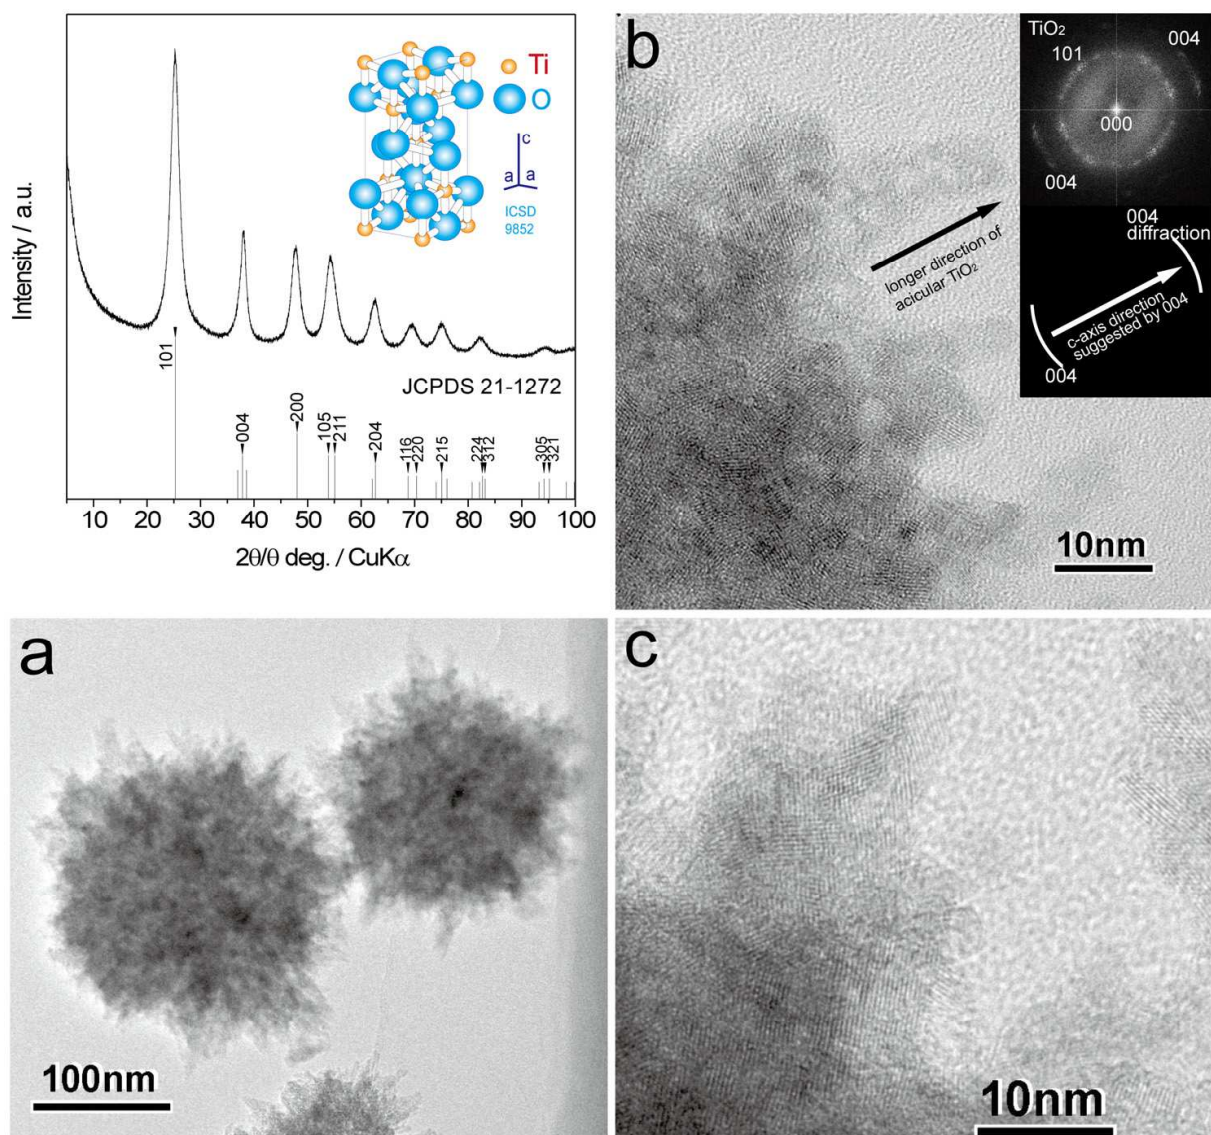 Intensity / a.u.
Ti
O
c
a a
ICSD
9852
101
JCPDS 21-1272
004
200
105
211
204
116
220
215
224
312
305
321
10 20 30 40 50 60 70 80 90 100
2θ/θ deg. / CuKα
b
TiO2
101
004
000
004
longer direction of
acicular TiO2
004
diffraction
c-axis direction
suggested by 004
004
10nm
a
100nm
c
10nm